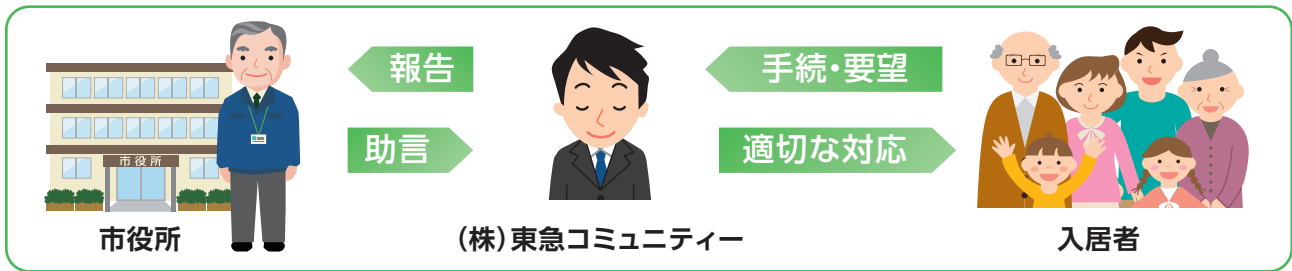 報告
手続・要望
助言
適切な対応
市役所
市役所
（株）東急コミュニティー
入居者